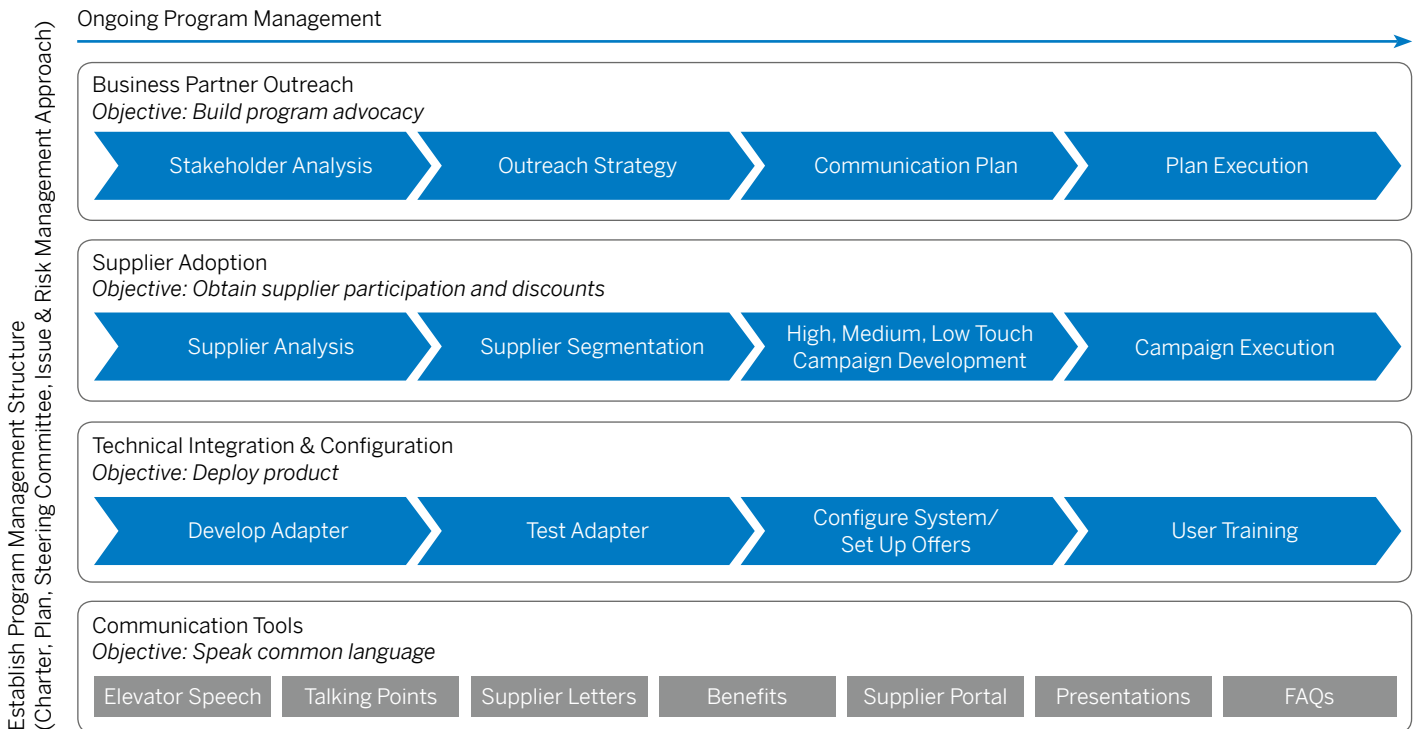 Ongoing Program Management
Establish Program Management Structure
(Charter, Plan, Steering Committee, Issue & Risk Management Approach)
Business Partner Outreach
Objective: Build program advocacy
Stakeholder Analysis
Outreach Strategy
Communication Plan
Plan Execution
Supplier Adoption
Objective: Obtain supplier participation and discounts
Supplier Analysis
Supplier Segmentation
High, Medium, Low Touch
Campaign Development
Campaign Execution
Technical Integration & Configuration
Objective: Deploy product
Develop Adapter
Test Adapter
Configure System/
Set Up Offers
User Training
Communication Tools
Objective: Speak common language
Elevator Speech
Talking Points
Supplier Letters
Benefits
Supplier Portal
Presentations
FAQs